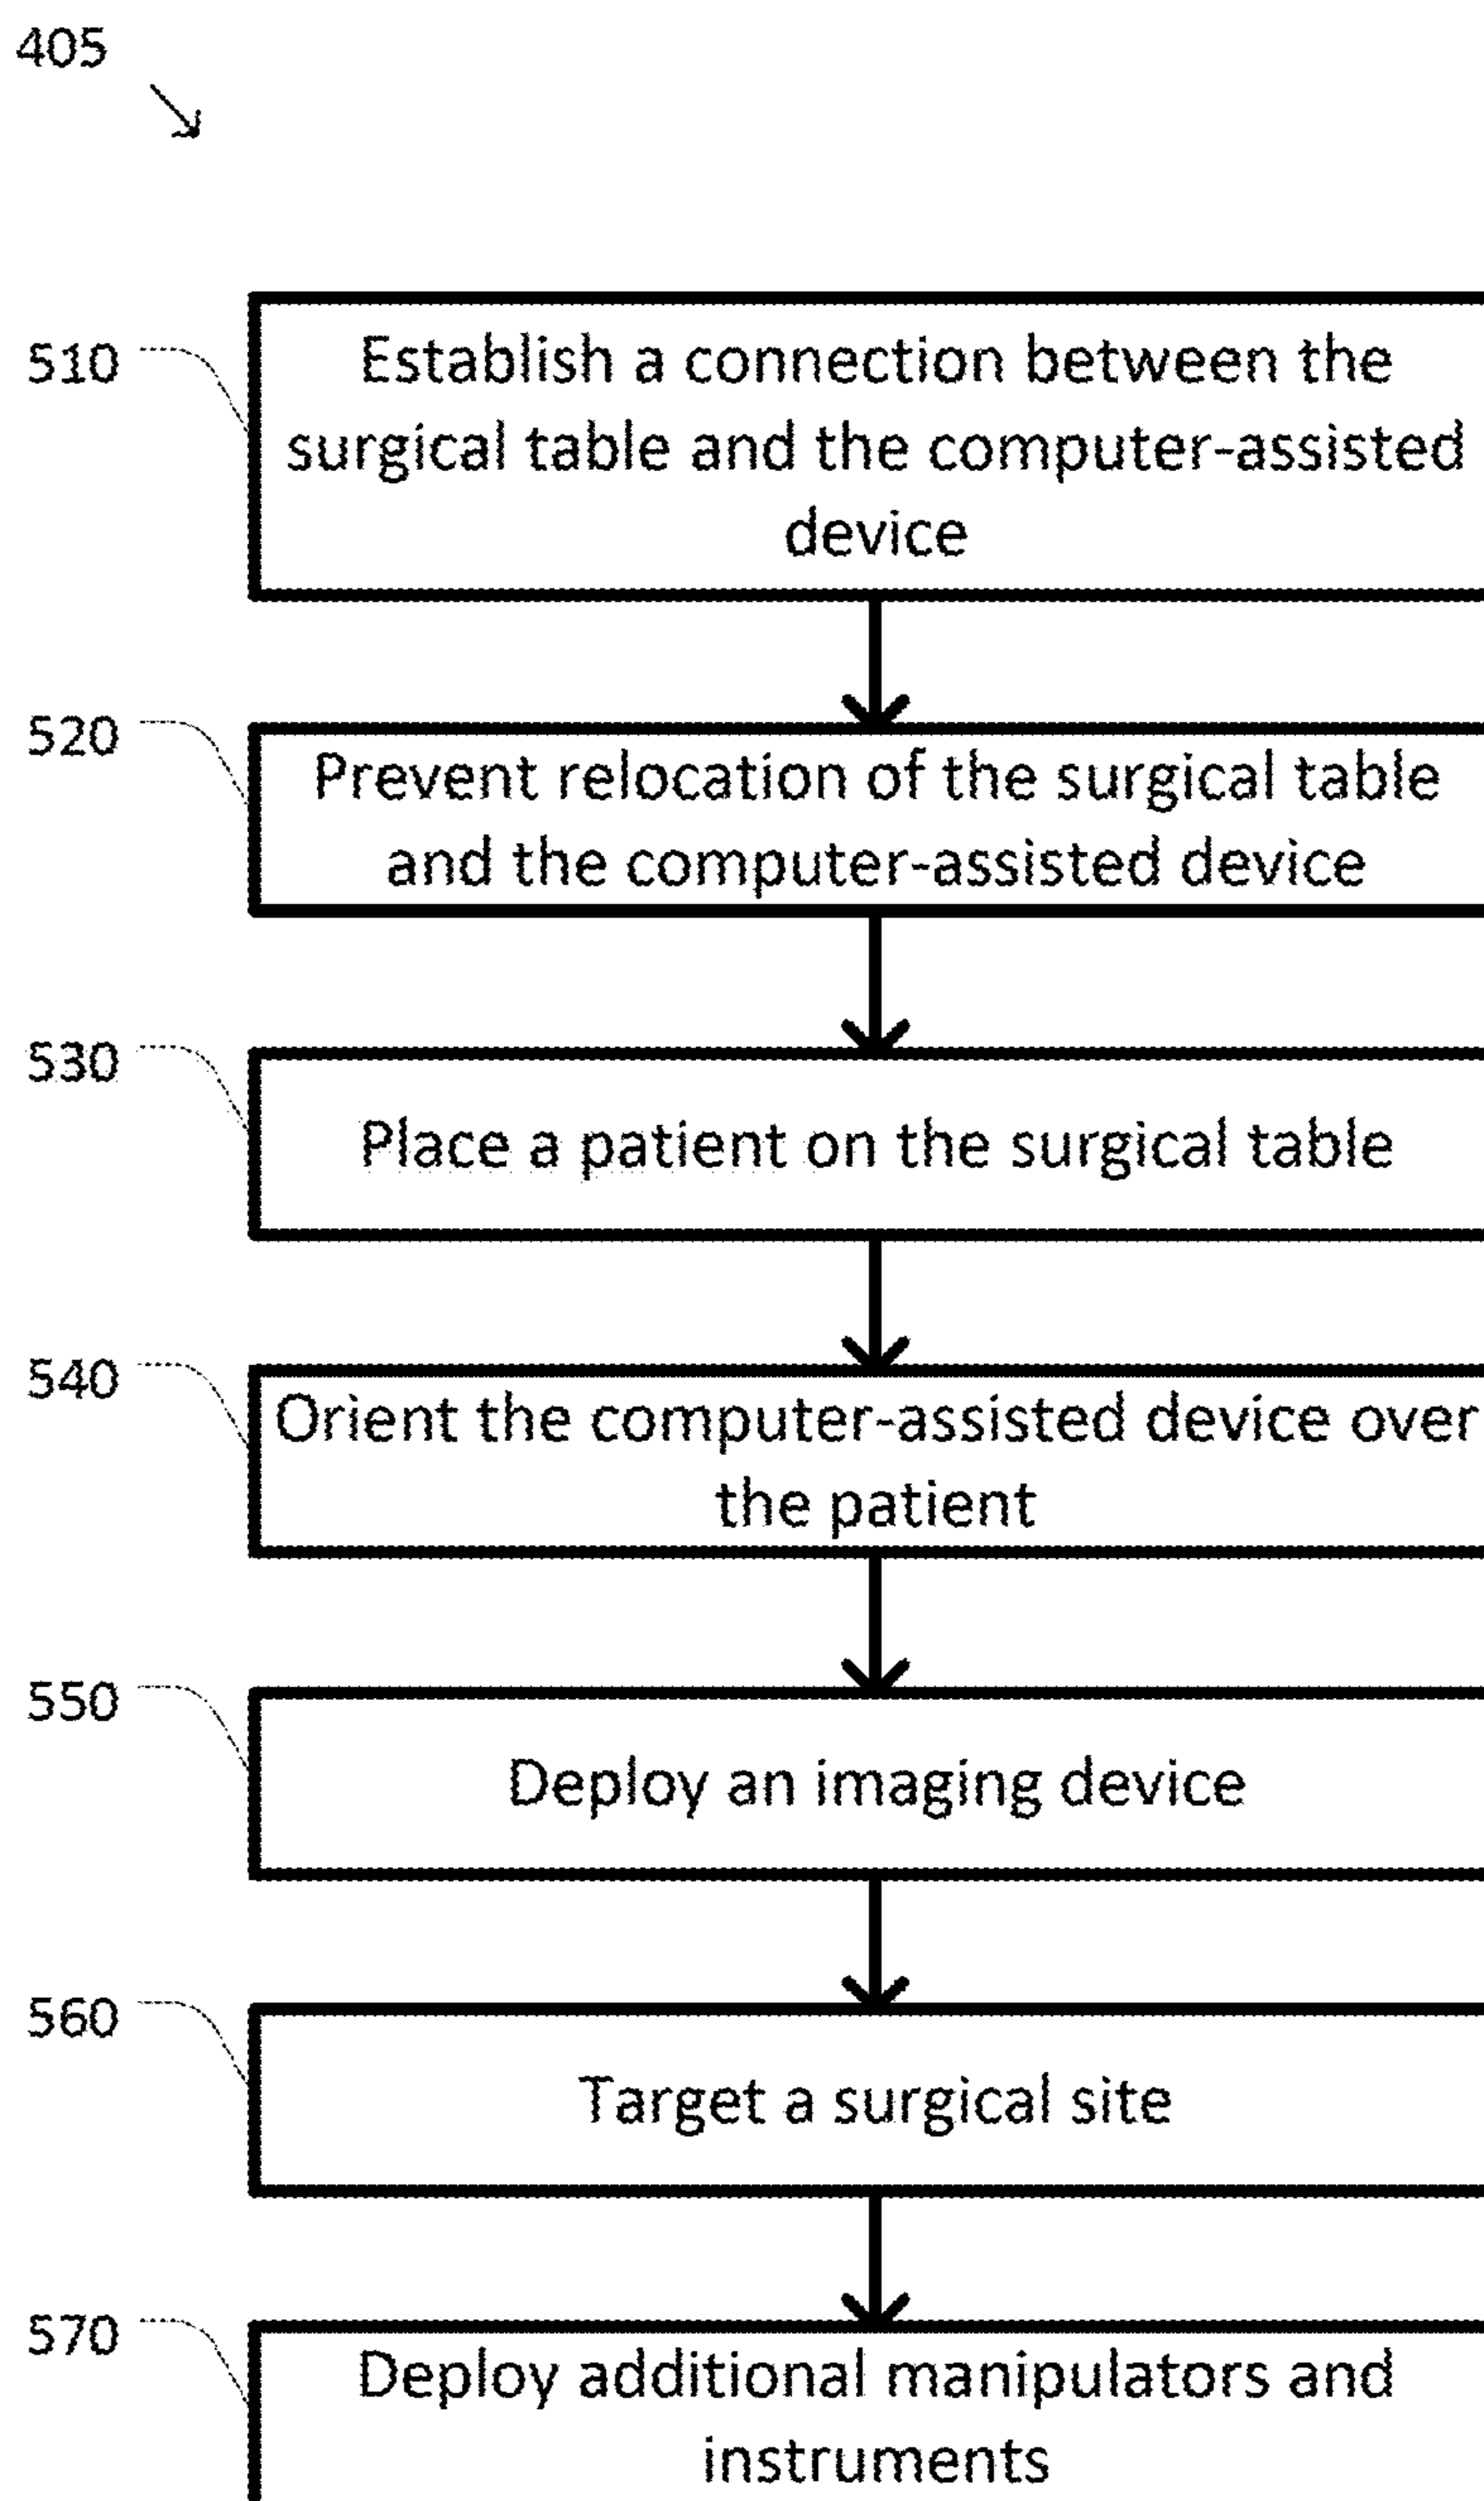 405
510
Establish a connection between the
surgical table and the computer-assisted
device
520
Prevent relocation of the surgical table
and the computer-assisted device
530
Place a patient on the surgical table
540
Orient the computer-assisted device over
the patient
550
Deploy an imaging device
560
Target a surgical site
570
Deploy additional manipulators and
instruments